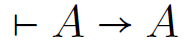 ⊢ A → A